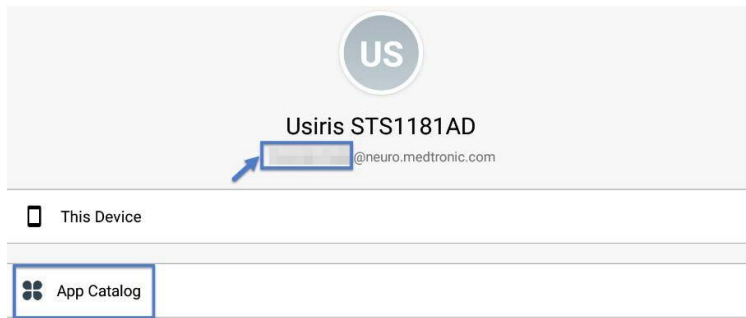 US
Usiris STS1181AD
@neuro.medtronic.com
This Device
App Catalog